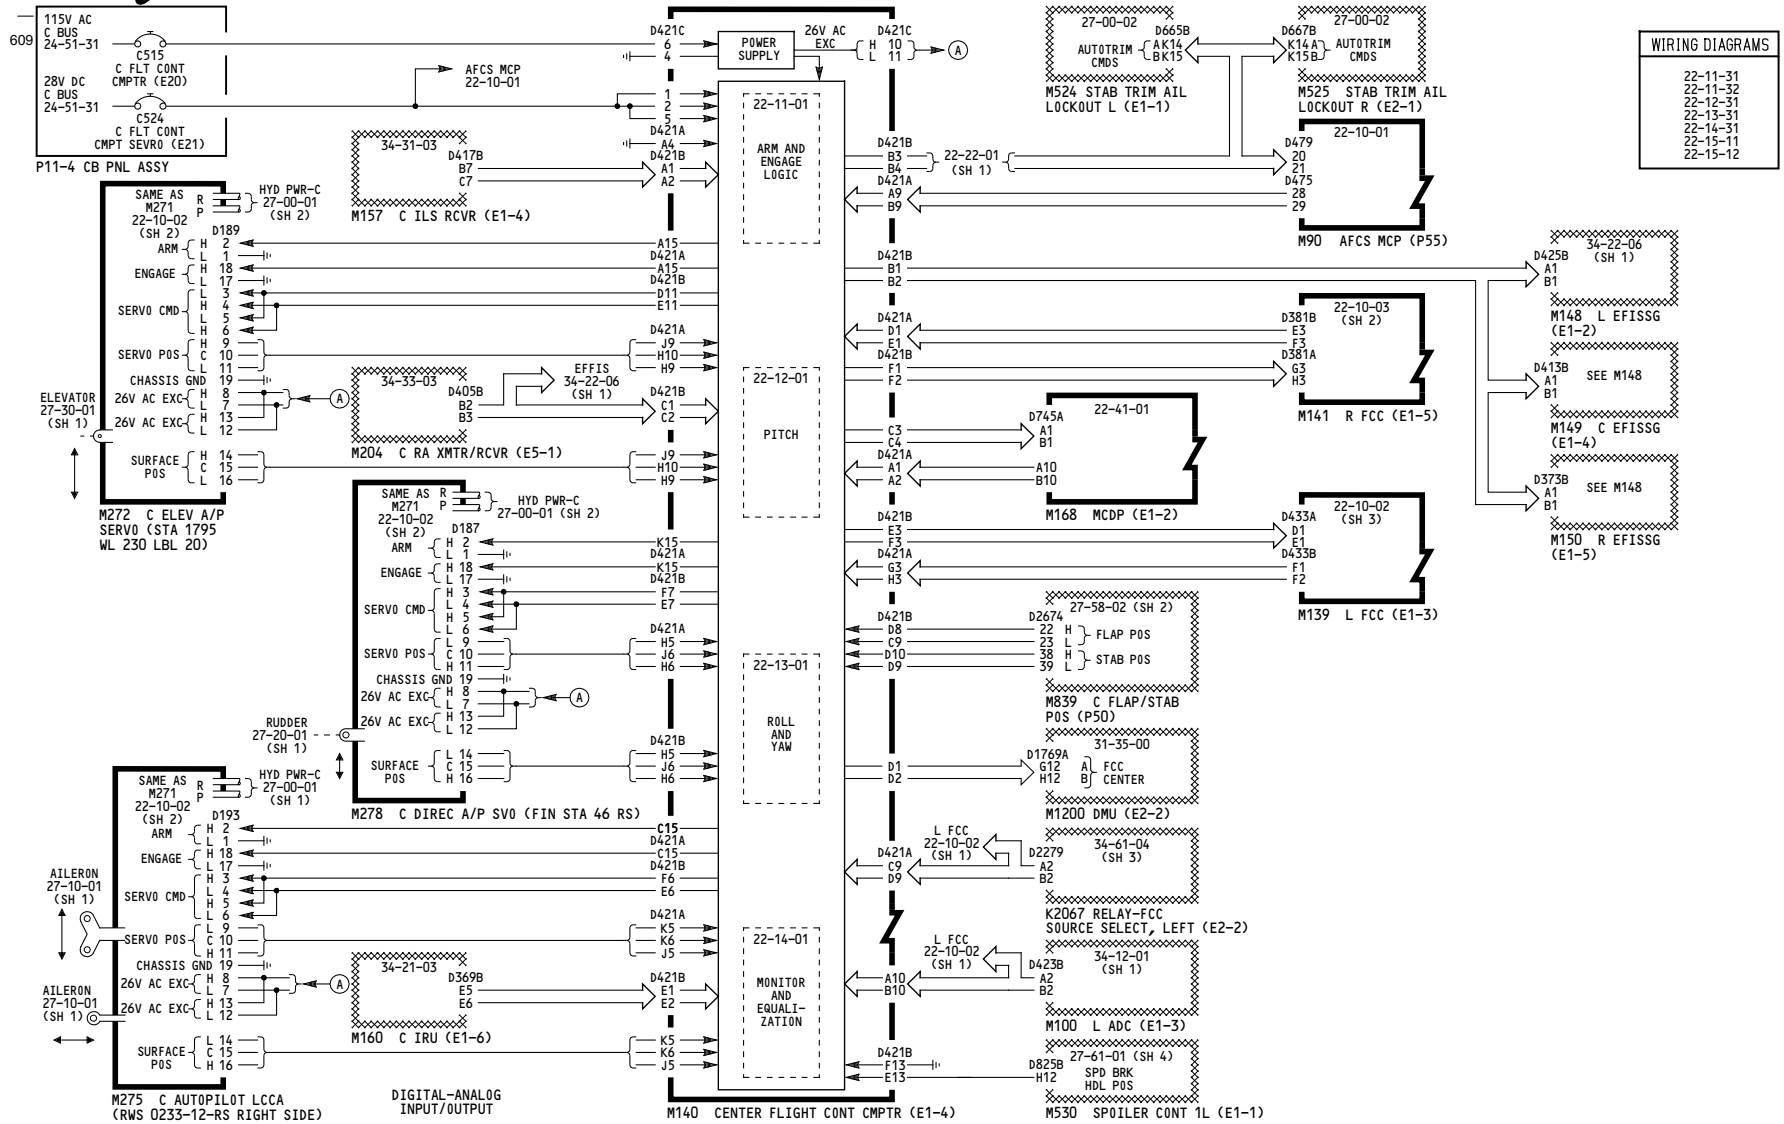 609
115V AC
C BUS
24-51-31
C515
C FLT CONT
CMPTR (E20)
28V DC
C BUS
24-51-31
C524
C FLT CONT
CMPT SEVRO (E21)
P11-4 CB PNL ASSY
AFCS MCP
22-10-01
34-31-03
D417B
B7
C7
M157 C ILS RCVR (E1-4)
SAME AS
M271
22-10-02
(SH 2)
R
P
HYD PWR-C
27-00-01
(SH 2)
D189
ARM H 2
L 1
ENGAGE H 18
L 17
SERVO CMD L 3
H 4
L 5
H 6
SERVO POS H 9
C 10
L 11
CHASSIS GND 19
26V AC EXC H 8
L 7
26V AC EXC H 13
L 12
SURFACE
POS
H 14
C 15
L 16
A
ELEVATOR
27-30-01
(SH 1)
M272 C ELEV A/P
SERVO (STA 1795
WL 230 LBL 20)
34-33-03
D405B
B2
B3
EFFIS
34-22-06
(SH 1)
M204 C RA XMTR/RCVR (E5-1)
SAME AS
M271
22-10-02
(SH 2)
R
P
HYD PWR-C
27-00-01 (SH 2)
D187
ARM H 2
L 1
ENGAGE H 18
L 17
SERVO CMD H 3
L 4
H 5
L 6
SERVO POS L 9
C 10
H 11
CHASSIS GND 19
26V AC EXC H 8
L 7
26V AC EXC H 13
L 12
SURFACE
POS
L 14
C 15
H 16
A
RUDDER
27-20-01
(SH 1)
M278 C DIREC A/P SVO (FIN STA 46 RS)
SAME AS
M271
22-10-02
(SH 2)
R
P
HYD PWR-C
27-00-01
(SH 1)
D193
ARM H 2
L 1
ENGAGE H 18
L 17
SERVO CMD H 3
L 4
H 5
L 6
SERVO POS L 9
C 10
H 11
CHASSIS GND 19
26V AC EXC H 8
L 7
26V AC EXC H 13
L 12
SURFACE
POS
L 14
C 15
H 16
A
AILERON
27-10-01
(SH 1)
AILERON
27-10-01
(SH 1)
M275 C AUTOPILOT LCCA
(RWS 0233-12-RS RIGHT SIDE)
34-21-03
D369B
E5
E6
M160 C IRU (E1-6)
DIGITAL-ANALOG
INPUT/OUTPUT
D421C
6
4
1
2
5
D421A
A4
D421B
A1
A2
A15
D421A
A15
D421B
D11
E11
D421A
J9
H10
H9
D421B
C1
C2
J9
H10
H9
K15
D421A
K15
D421B
F7
E7
D421A
H5
J6
H6
D421B
H5
J6
H6
C15
D421A
C15
D421B
F6
E6
D421A
K5
K6
J5
D421B
E1
E2
K5
K6
J5
POWER
SUPPLY
26V AC
EXC
H
L
D421C
10
11
A
22-11-01
ARM AND
ENGAGE
LOGIC
22-12-01
PITCH
22-13-01
ROLL
AND
YAW
22-14-01
MONITOR
AND
EQUALI-
ZATION
M140 CENTER FLIGHT CONT CMPTR (E1-4)
D421B
B3
B4
22-22-01
(SH 1)
D421A
A9
B9
D421B
B1
B2
D421A
D1
E1
D421B
F1
F2
C3
C4
D421A
A1
A2
D421B
E3
F3
D421A
G3
H3
D421B
D8
C9
D10
D9
D1
D2
D421A
C9
D9
A10
B10
D421B
F13
E13
27-00-02
D665B
AUTOTRIM
CMDS
AK14
BK15
M524 STAB TRIM AIL
LOCKOUT L (E1-1)
27-00-02
D667B
K14A
K15B
AUTOTRIM
CMDS
M525 STAB TRIM AIL
LOCKOUT R (E2-1)
22-10-01
D479
20
21
D475
28
29
M90 AFCS MCP (P55)
22-10-03
(SH 2)
D381B
E3
F3
D381A
G3
H3
M141 R FCC (E1-5)
22-41-01
D745A
A1
B1
A10
B10
M168 MCDP (E1-2)
22-10-02
(SH 3)
D433A
D1
E1
D433B
F1
F2
M139 L FCC (E1-3)
27-58-02 (SH 2)
D2674
22 H
23 L
FLAP POS
38 H
39 L
STAB POS
M839 C FLAP/STAB
POS (P50)
31-35-00
D1769A
G12 A
H12 B
FCC
CENTER
M1200 DMU (E2-2)
L FCC
22-10-02
(SH 1)
34-61-04
(SH 3)
D2279
A2
B2
K2067 RELAY-FCC
SOURCE SELECT, LEFT (E2-2)
L FCC
22-10-02
(SH 1)
34-12-01
(SH 1)
D423B
A2
B2
M100 L ADC (E1-3)
27-61-01 (SH 4)
D825B
H12
SPD BRK
HDL POS
M530 SPOILER CONT 1L (E1-1)
34-22-06
(SH 1)
D425B
A1
B1
M148 L EFISSG
(E1-2)
D413B
A1
B1
SEE M148
M149 C EFISSG
(E1-4)
D373B
A1
B1
SEE M148
M150 R EFISSG
(E1-5)
WIRING DIAGRAMS
22-11-31
22-11-32
22-12-31
22-13-31
22-14-31
22-15-11
22-15-12